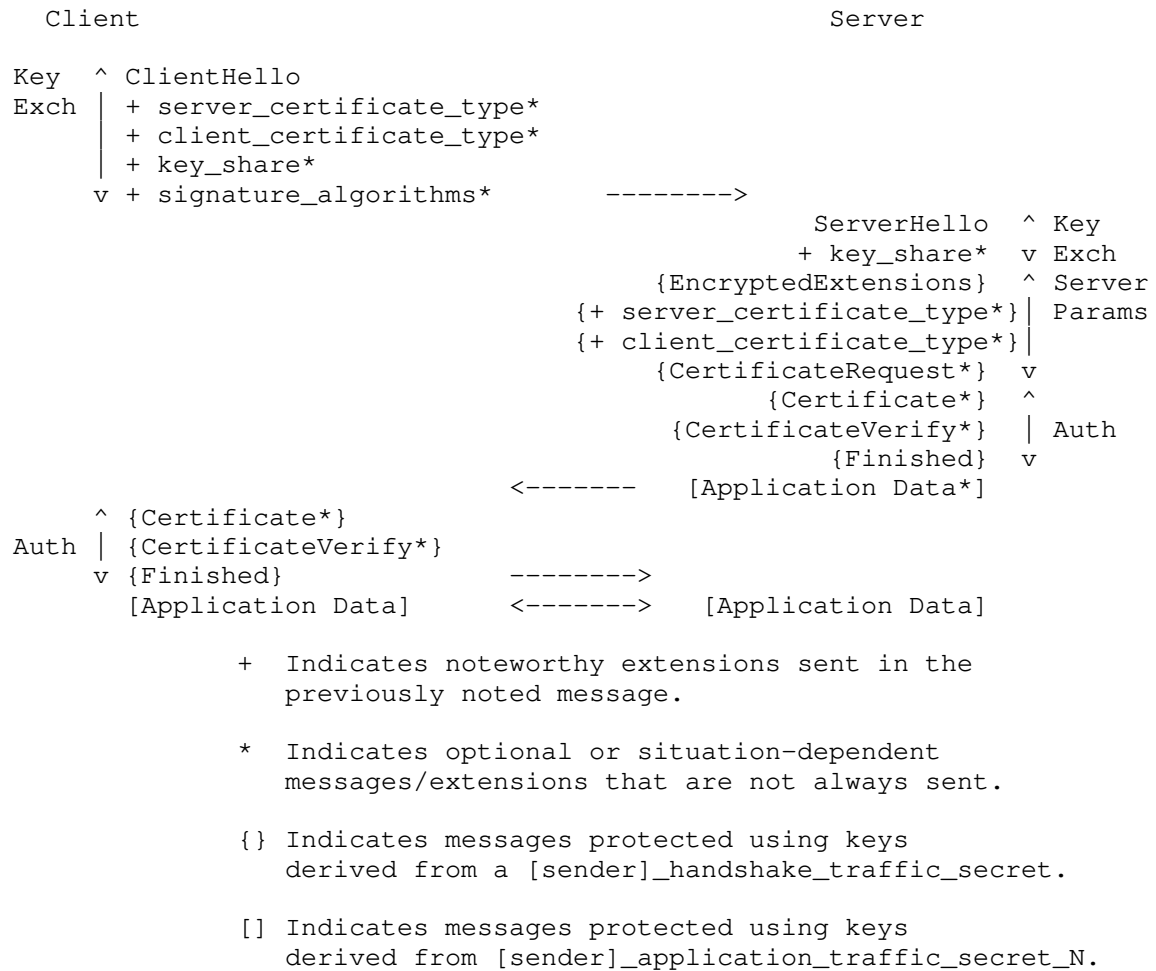 Client                                           Server

Key  ^ ClientHello
Exch | + server_certificate_type*
     | + client_certificate_type*
     | + key_share*
     v + signature_algorithms*       -------->
                                                  ServerHello  ^ Key
                                                 + key_share*  v Exch
                                        {EncryptedExtensions}  ^ Server
                                   {+ server_certificate_type*}| Params
                                   {+ client_certificate_type*}|
                                        {CertificateRequest*}  v
                                               {Certificate*}  ^
                                         {CertificateVerify*}  | Auth
                                                   {Finished}  v
                               <-------  [Application Data*]
     ^ {Certificate*}
Auth | {CertificateVerify*}
     v {Finished}              -------->
       [Application Data]      <------->  [Application Data]

+  Indicates noteworthy extensions sent in the
   previously noted message.

*  Indicates optional or situation-dependent
   messages/extensions that are not always sent.

{} Indicates messages protected using keys
   derived from a [sender]_handshake_traffic_secret.

[] Indicates messages protected using keys
   derived from [sender]_application_traffic_secret_N.